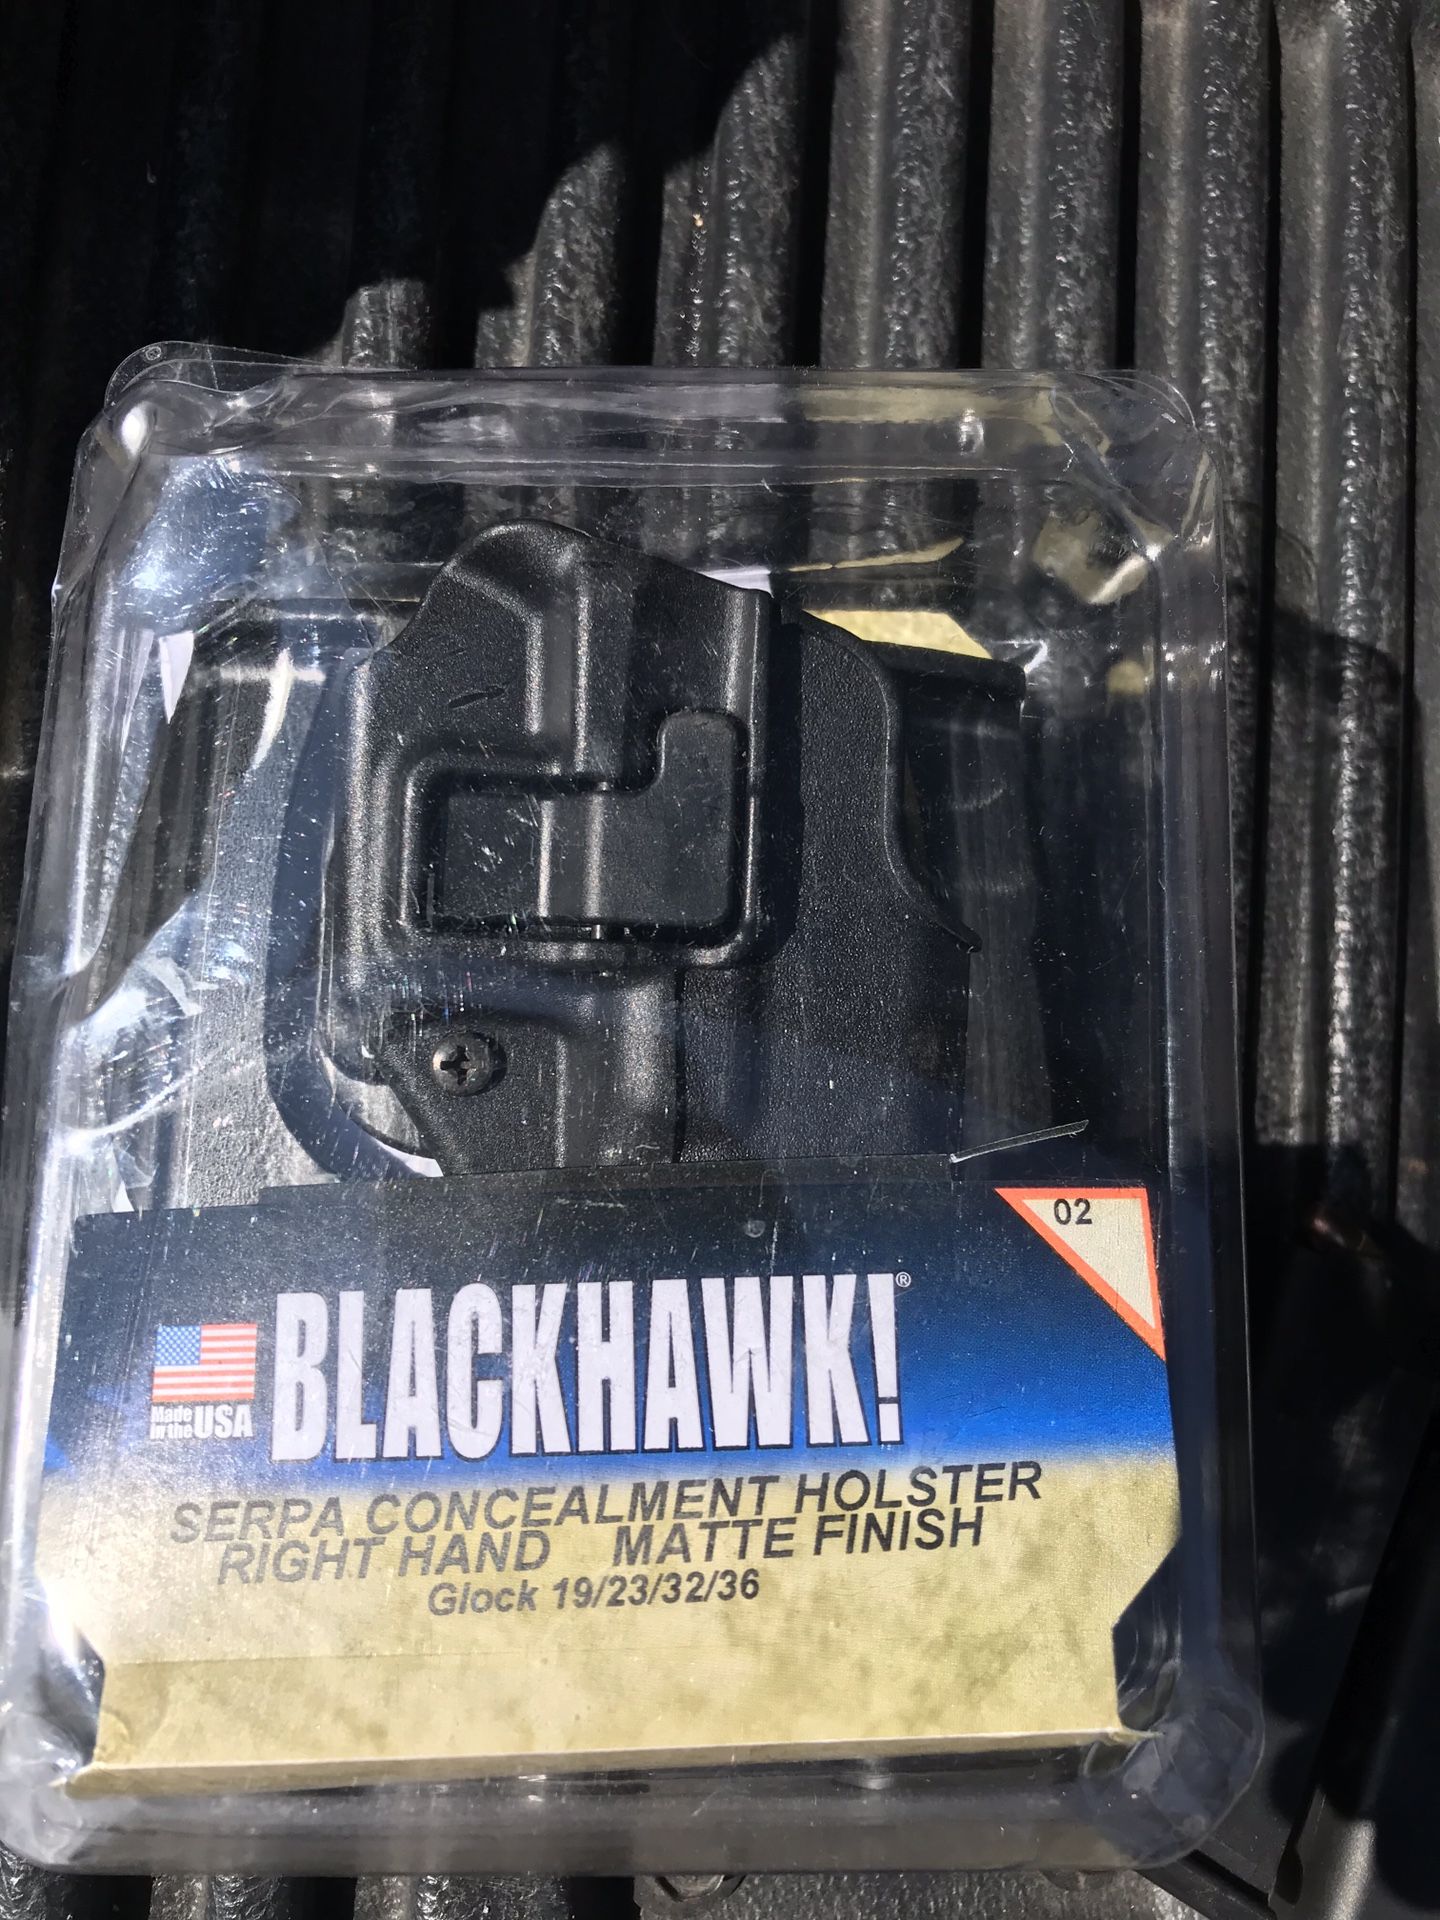 02
BLACKHAWK!®
Made
in the USA
SERPA CONCEALMENT HOLSTER
RIGHT HAND MATTE FINISH
Glock 19/23/32/36